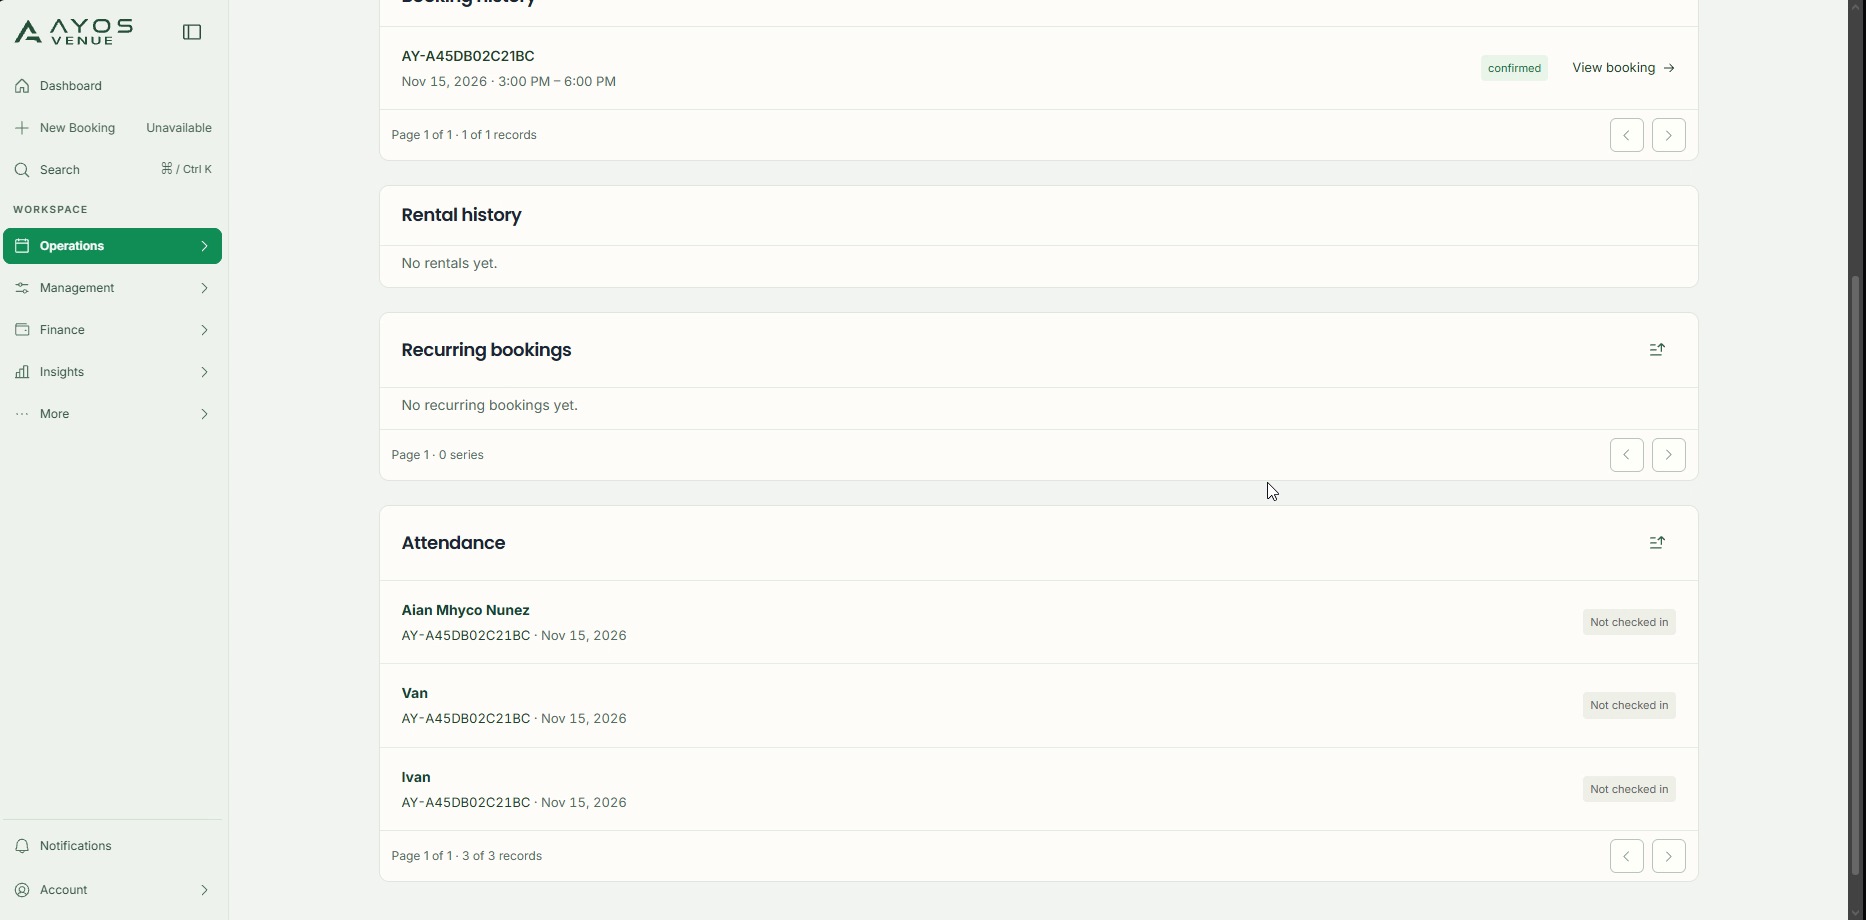 AYOS
VENUE
Dashboard
New Booking Unavailable
Search ⌘ / Ctrl K
WORKSPACE
Operations
Management
Finance
Insights
More
Notifications
Account
Booking history
AY-A45DB02C21BC
Nov 15, 2026 · 3:00 PM – 6:00 PM
confirmed
View booking →
Page 1 of 1 · 1 of 1 records
Rental history
No rentals yet.
Recurring bookings
No recurring bookings yet.
Page 1 · 0 series
Attendance
Aian Mhyco Nunez
AY-A45DB02C21BC · Nov 15, 2026
Not checked in
Van
AY-A45DB02C21BC · Nov 15, 2026
Not checked in
Ivan
AY-A45DB02C21BC · Nov 15, 2026
Not checked in
Page 1 of 1 · 3 of 3 records